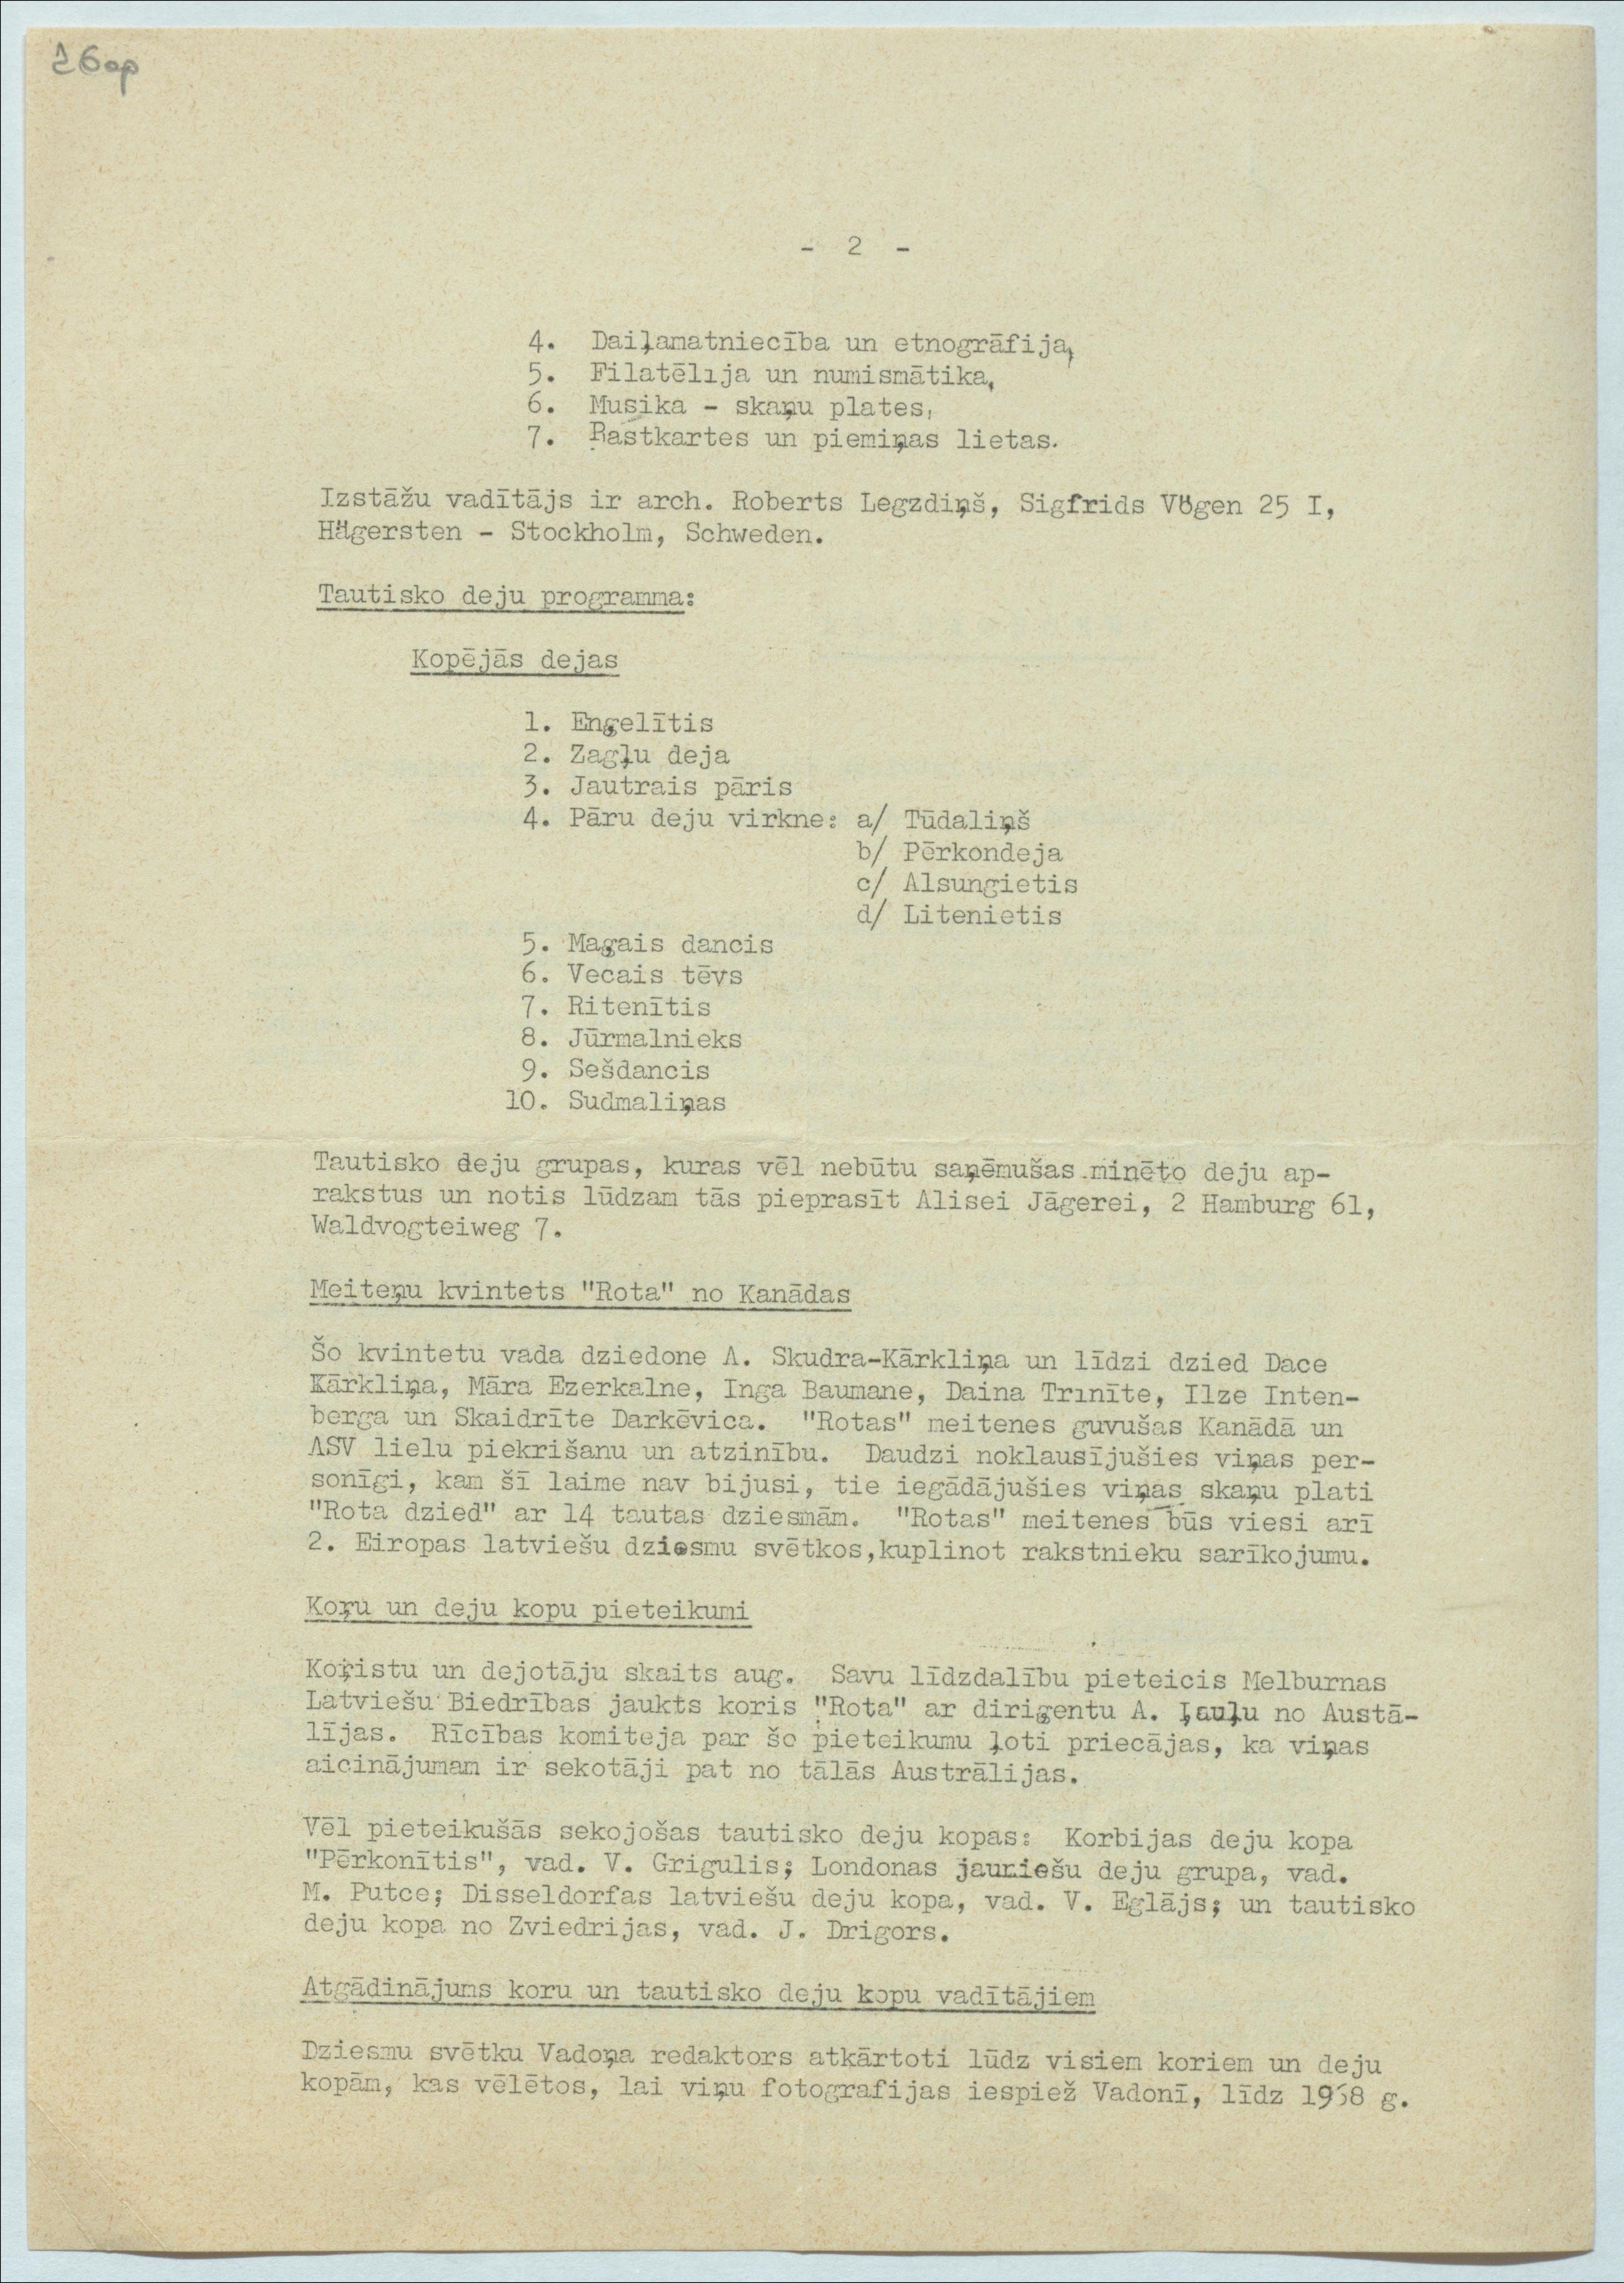 26op
- 2 -
4. Daiļamatniecība un etnogrāfija,
5. Filatēlija un numismātika,
6. Musika - skaņu plates,
7. Pastkartes un piemiņas lietas.
Izstāžu vadītājs ir arch. Roberts Legzdiņš, Sigfrids Vögen 25 I,
Hägersten - Stockholm, Schweden.
Tautisko deju programma:
Kopējās dejas
1. Eņģelītis
2. Zagļu deja
3. Jautrais pāris
4. Pāru deju virkne: a/ Tūdaliņš
b/ Pērkondeja
c/ Alsungietis
d/ Litenietis
5. Maģais dancis
6. Vecais tēvs
7. Ritenītis
8. Jūrmalnieks
9. Sešdancis
10. Sudmaliņas
Tautisko deju grupas, kuras vēl nebūtu saņēmušas minēto deju ap-
rakstus un notis lūdzam tās pieprasīt Alisei Jāgerei, 2 Hamburg 61,
Waldvogteiweg 7.
Meiteņu kvintets "Rota" no Kanādas
Šo kvintetu vada dziedone A. Skudra-Kārkliņa un līdzi dzied Dace
Kārkliņa, Māra Ezerkalne, Inga Baumane, Daina Trinīte, Ilze Inten-
berga un Skaidrīte Darkēvica. "Rotas" meitenes guvušas Kanādā un
ASV lielu piekrišanu un atzinību. Daudzi noklausījušies viņas per-
sonīgi, kam šī laime nav bijusi, tie iegādājušies viņas skaņu plati
"Rota dzied" ar 14 tautas dziesmām. "Rotas" meitenes būs viesi arī
2. Eiropas latviešu dziesmu svētkos,kuplinot rakstnieku sarīkojumu.
Koŗu un deju kopu pieteikumi
Koŗistu un dejotāju skaits aug. Savu līdzdalību pieteicis Melburnas
Latviešu Biedrības jaukts koris "Rota" ar diriģentu A. Ļauļu no Austā-
lījas. Rīcības komiteja par šo pieteikumu ļoti priecājas, ka viņas
aicinājumam ir sekotāji pat no tālās Austrālijas.
Vēl pieteikušās sekojošas tautisko deju kopas: Korbijas deju kopa
"Pērkonītis", vad. V. Grigulis; Londonas jauniešu deju grupa, vad.
M. Putce; Disseldorfas latviešu deju kopa, vad. V. Eglājs; un tautisko
deju kopa no Zviedrijas, vad. J. Drigors.
Atgādinājums koru un tautisko deju kopu vadītājiem
Dziesmu svētku Vadoņa redaktors atkārtoti lūdz visiem koriem un deju
kopām, kas vēlētos, lai viņu fotografijas iespiež Vadonī, līdz 1968 g.